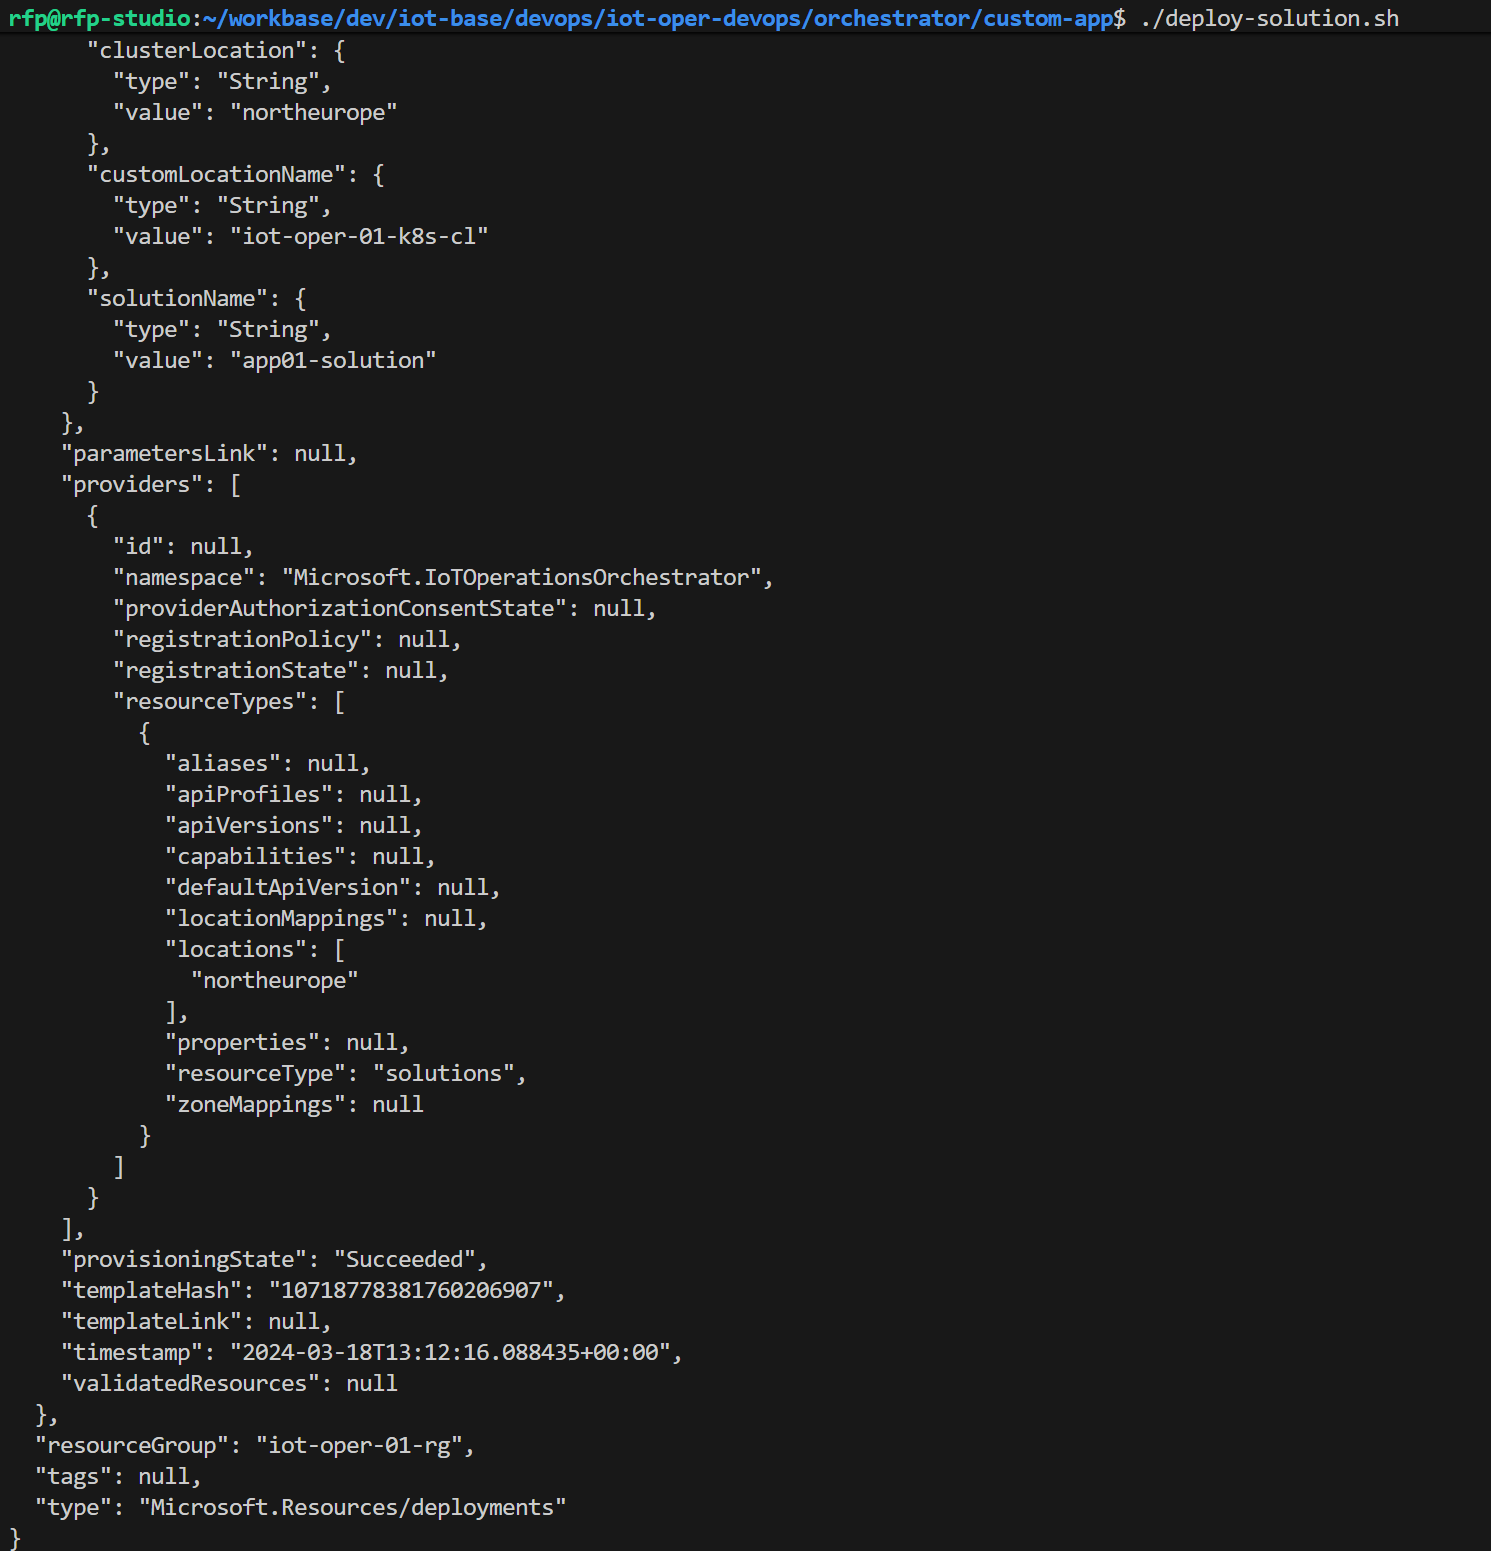 rfp@rfp-studio:~/workbase/dev/iot-base/devops/iot-oper-devops/orchestrator/custom-app$ ./deploy-solution.sh
      "clusterLocation": {
        "type": "String",
        "value": "northeurope"
      },
      "customLocationName": {
        "type": "String",
        "value": "iot-oper-01-k8s-cl"
      },
      "solutionName": {
        "type": "String",
        "value": "app01-solution"
      }
    },
    "parametersLink": null,
    "providers": [
      {
        "id": null,
        "namespace": "Microsoft.IoTOperationsOrchestrator",
        "providerAuthorizationConsentState": null,
        "registrationPolicy": null,
        "registrationState": null,
        "resourceTypes": [
          {
            "aliases": null,
            "apiProfiles": null,
            "apiVersions": null,
            "capabilities": null,
            "defaultApiVersion": null,
            "locationMappings": null,
            "locations": [
              "northeurope"
            ],
            "properties": null,
            "resourceType": "solutions",
            "zoneMappings": null
          }
        ]
      }
    ],
    "provisioningState": "Succeeded",
    "templateHash": "10718778381760206907",
    "templateLink": null,
    "timestamp": "2024-03-18T13:12:16.088435+00:00",
    "validatedResources": null
  },
  "resourceGroup": "iot-oper-01-rg",
  "tags": null,
  "type": "Microsoft.Resources/deployments"
}